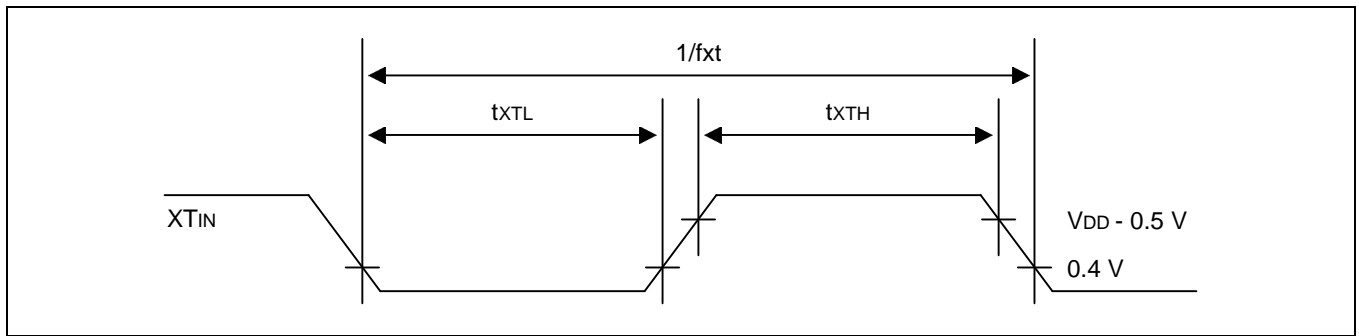 1/fxt
tXTL
tXTH
XTIN
VDD - 0.5 V
0.4 V